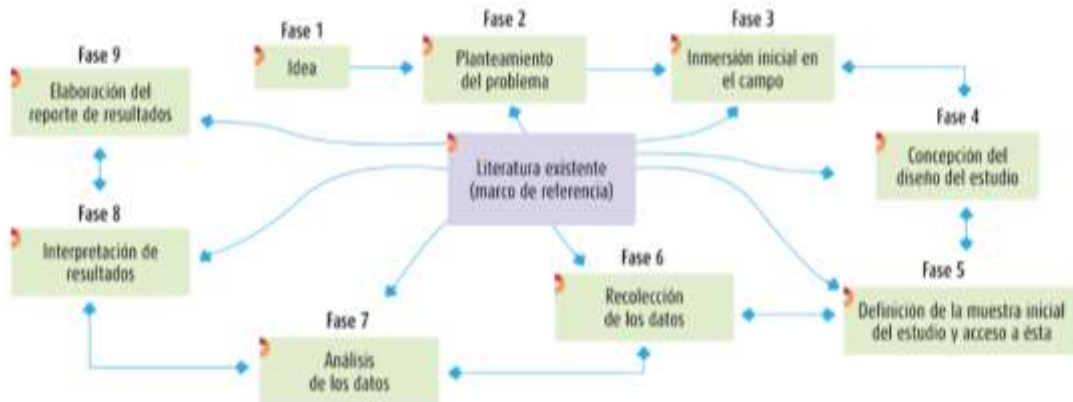 Fase 1
Idea
Fase 2
Planteamiento
del problema
Fase 3
Inmersión inicial en
el campo
Fase 4
Concepción del
diseño del estudio
Fase 5
Definición de la muestra inicial
del estudio y acceso a ésta
Fase 6
Recolección
de los datos
Fase 7
Análisis
de los datos
Fase 8
Interpretación de
resultados
Fase 9
Elaboración del
reporte de resultados
Literatura existente
(marco de referencia)